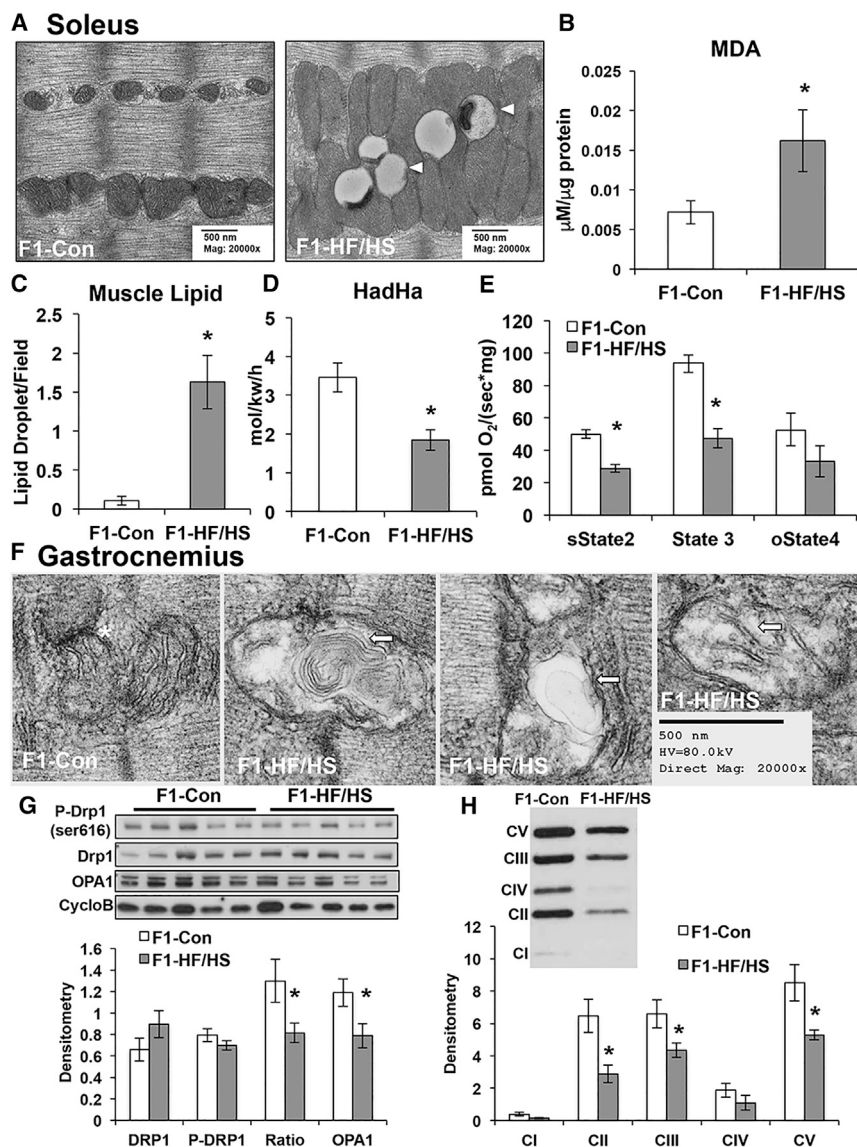 A Soleus
F1-Con
500 nm
Mag: 20000x
F1-HF/HS
500 nm
Mag: 20000x
B
MDA
μM/μg protein
0.025
0.02
0.015
0.01
0.005
0
*
F1-Con F1-HF/HS
C
Muscle Lipid
Lipid Droplet/Field
2.5
2
1.5
1
0.5
0
*
F1-Con F1-HF/HS
D
HadHa
mol/kw/h
5
4
3
2
1
0
*
F1-Con F1-HF/HS
E
F1-Con
F1-HF/HS
pmol O₂/(sec*mg)
120
100
80
60
40
20
0
*
*
sState2 State 3 oState4
F Gastrocnemius
*
F1-Con
F1-HF/HS
F1-HF/HS
F1-HF/HS
500 nm
HV=80.0kV
Direct Mag: 20000x
G
F1-Con F1-HF/HS
P-Drp1
(ser616)
Drp1
OPA1
CycloB
F1-Con
F1-HF/HS
Densitometry
1.6
1.4
1.2
1
0.8
0.6
0.4
0.2
0
*
*
DRP1 P-DRP1 Ratio OPA1
H
F1-Con F1-HF/HS
CV
CIII
CIV
CII
CI
F1-Con
F1-HF/HS
Densitometry
12
10
8
6
4
2
0
*
*
*
CI CII CIII CIV CV